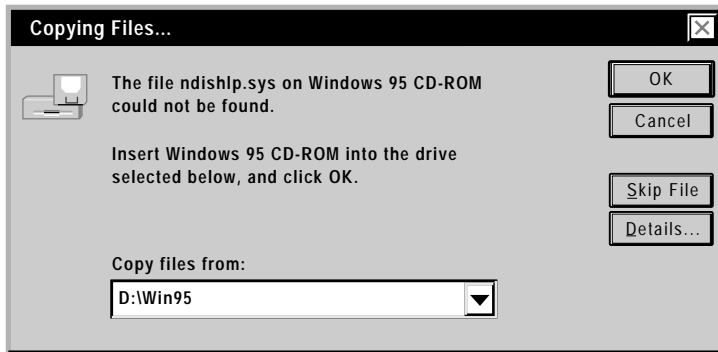 Copying Files...
The file ndishlp.sys on Windows 95 CD-ROM
could not be found.
Insert Windows 95 CD-ROM into the drive
selected below, and click OK.
Copy files from:
D:\Win95
OK
Cancel
Skip File
Details...